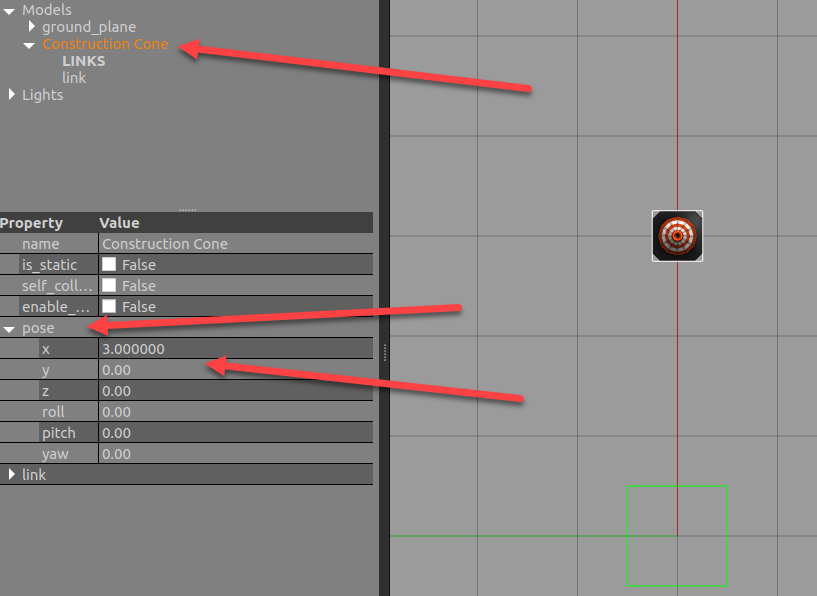 Models
ground_plane
Construction Cone
LINKS
link
Lights
Property Value
name Construction Cone
is_static False
self_coll... False
enable_... False
pose
x 3.000000
y 0.00
z 0.00
roll 0.00
pitch 0.00
yaw 0.00
link